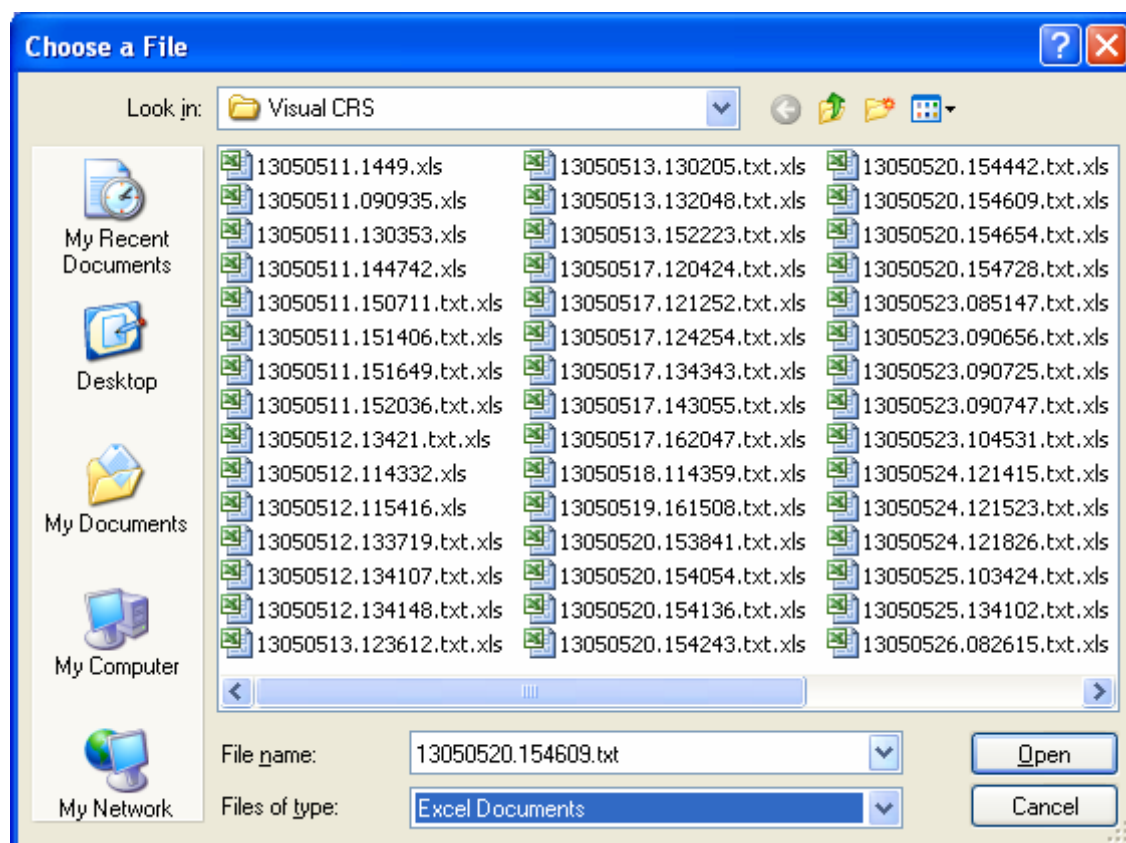 Choose a File
Look in: Visual CRS
My Recent Documents
Desktop
My Documents
My Computer
My Network
13050511.1449.xls
13050511.090935.xls
13050511.130353.xls
13050511.144742.xls
13050511.150711.txt.xls
13050511.151406.txt.xls
13050511.151649.txt.xls
13050511.152036.txt.xls
13050512.13421.txt.xls
13050512.114332.xls
13050512.115416.xls
13050512.133719.txt.xls
13050512.134107.txt.xls
13050512.134148.txt.xls
13050513.123612.txt.xls
13050513.130205.txt.xls
13050513.132048.txt.xls
13050513.152223.txt.xls
13050517.120424.txt.xls
13050517.121252.txt.xls
13050517.124254.txt.xls
13050517.134343.txt.xls
13050517.143055.txt.xls
13050517.162047.txt.xls
13050518.114359.txt.xls
13050519.161508.txt.xls
13050520.153841.txt.xls
13050520.154054.txt.xls
13050520.154136.txt.xls
13050520.154243.txt.xls
13050520.154442.txt.xls
13050520.154609.txt.xls
13050520.154654.txt.xls
13050520.154728.txt.xls
13050523.085147.txt.xls
13050523.090656.txt.xls
13050523.090725.txt.xls
13050523.090747.txt.xls
13050523.104531.txt.xls
13050524.121415.txt.xls
13050524.121523.txt.xls
13050524.121826.txt.xls
13050525.103424.txt.xls
13050525.134102.txt.xls
13050526.082615.txt.xls
File name: 13050520.154609.txt
Open
Files of type: Excel Documents
Cancel